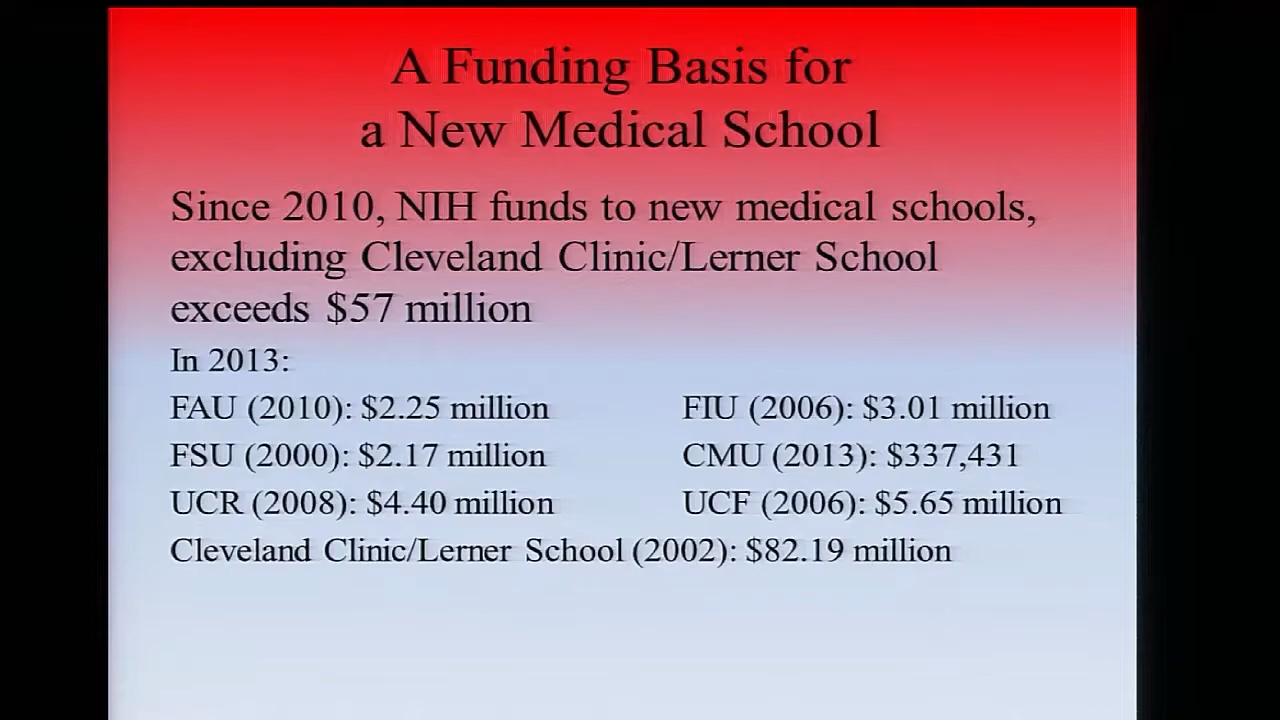 A Funding Basis for
a New Medical School
Since 2010, NIH funds to new medical schools,
excluding Cleveland Clinic/Lerner School
exceeds $57 million
In 2013:
FAU (2010): $2.25 million FIU (2006): $3.01 million
FSU (2000): $2.17 million CMU (2013): $337,431
UCR (2008): $4.40 million UCF (2006): $5.65 million
Cleveland Clinic/Lerner School (2002): $82.19 million